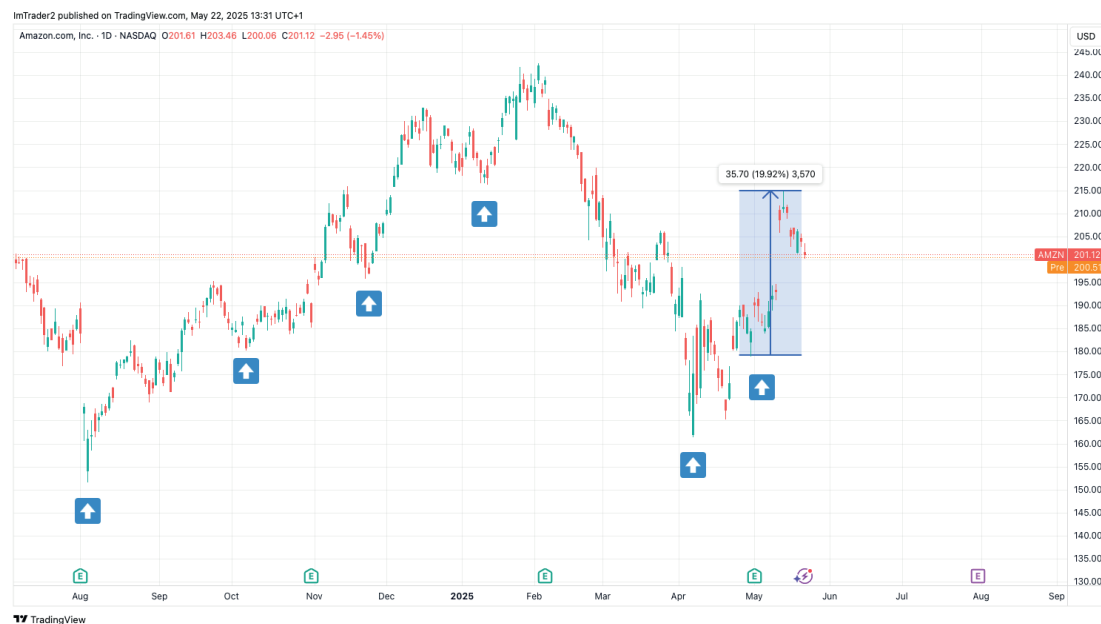 ImTrader2 published on TradingView.com, May 22, 2025 13:31 UTC+1
Amazon.com, Inc. · 1D · NASDAQ O201.61 H203.46 L200.06 C201.12 −2.95 (−1.45%)
USD
245.00
240.00
235.00
230.00
225.00
220.00
35.70 (19.92%) 3,570
215.00
210.00
205.00
AMZN 201.12
Pre 200.51
195.00
190.00
185.00
180.00
175.00
170.00
165.00
160.00
155.00
150.00
145.00
140.00
135.00
E E E E E
130.00
Aug Sep Oct Nov Dec 2025 Feb Mar Apr May Jun Jul Aug Sep
TradingView